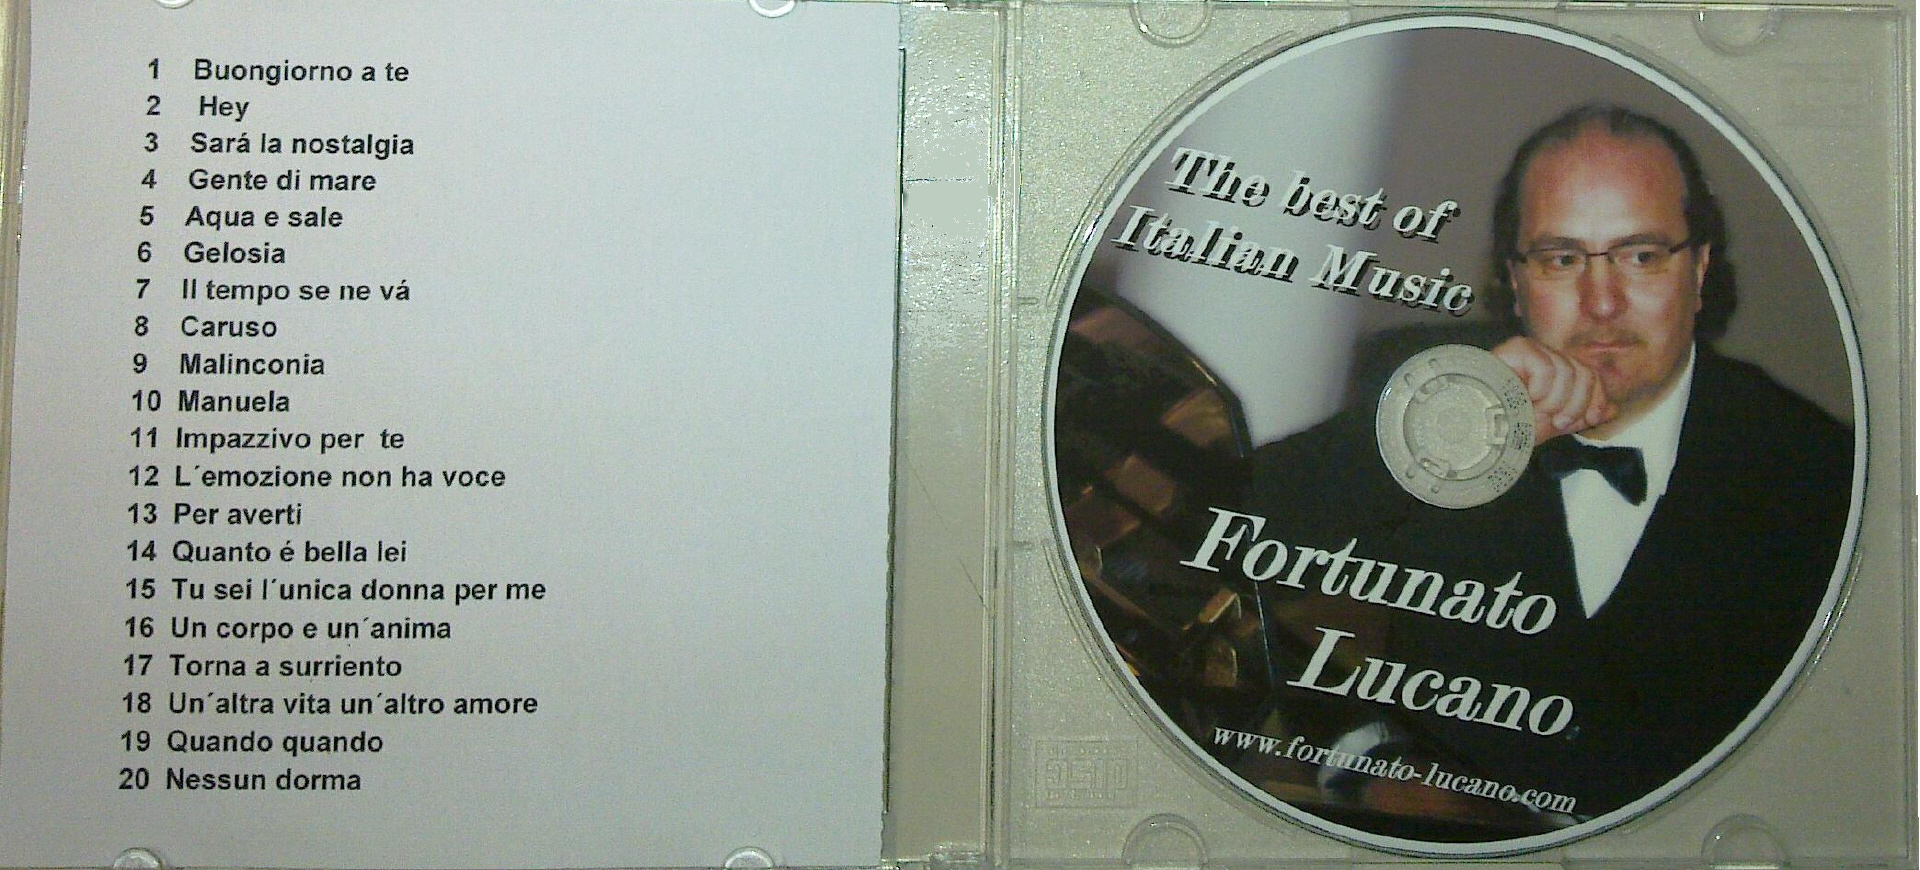 1 Buongiorno a te
2 Hey
3 Sará la nostalgia
4 Gente di mare
5 Aqua e sale
6 Gelosia
7 Il tempo se ne vá
8 Caruso
9 Malinconia
10 Manuela
11 Impazzivo per te
12 L´emozione non ha voce
13 Per averti
14 Quanto é bella lei
15 Tu sei l´unica donna per me
16 Un corpo e un´anima
17 Torna a surriento
18 Un´altra vita un´altro amore
19 Quando quando
20 Nessun dorma
The best of
Italian Music
Fortunato
Lucano
www.fortunato-lucano.com